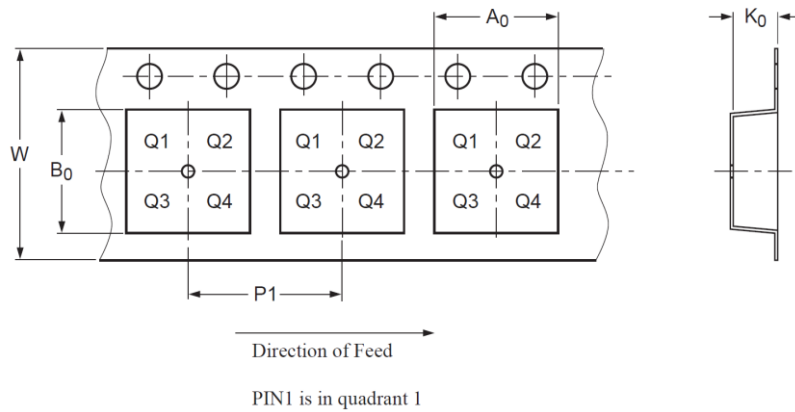 A0
K0
W
B0
Q1 Q2 Q1 Q2 Q1 Q2
Q3 Q4 Q3 Q4 Q3 Q4
P1
Direction of Feed
PIN1 is in quadrant 1